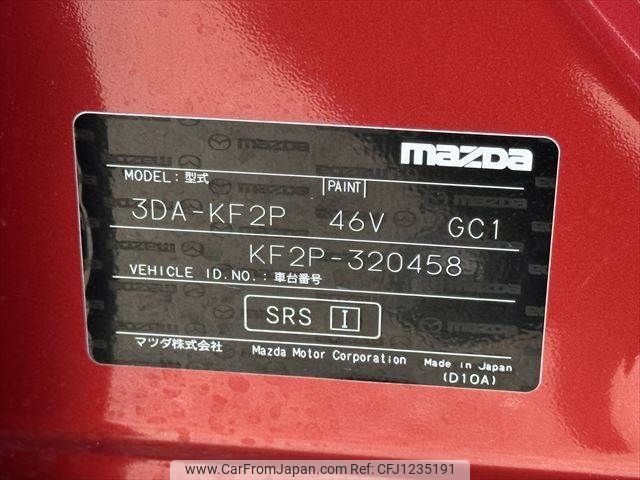 mazda
MODEL: 型式
PAINT
3DA-KF2P 46V GC1
KF2P-320458
VEHICLE ID.NO.: 車台番号
SRS I
マツダ株式会社 Mazda Motor Corporation Made in Japan
(D10A)
www.CarFromJapan.com | Ref No. CFJ1235191